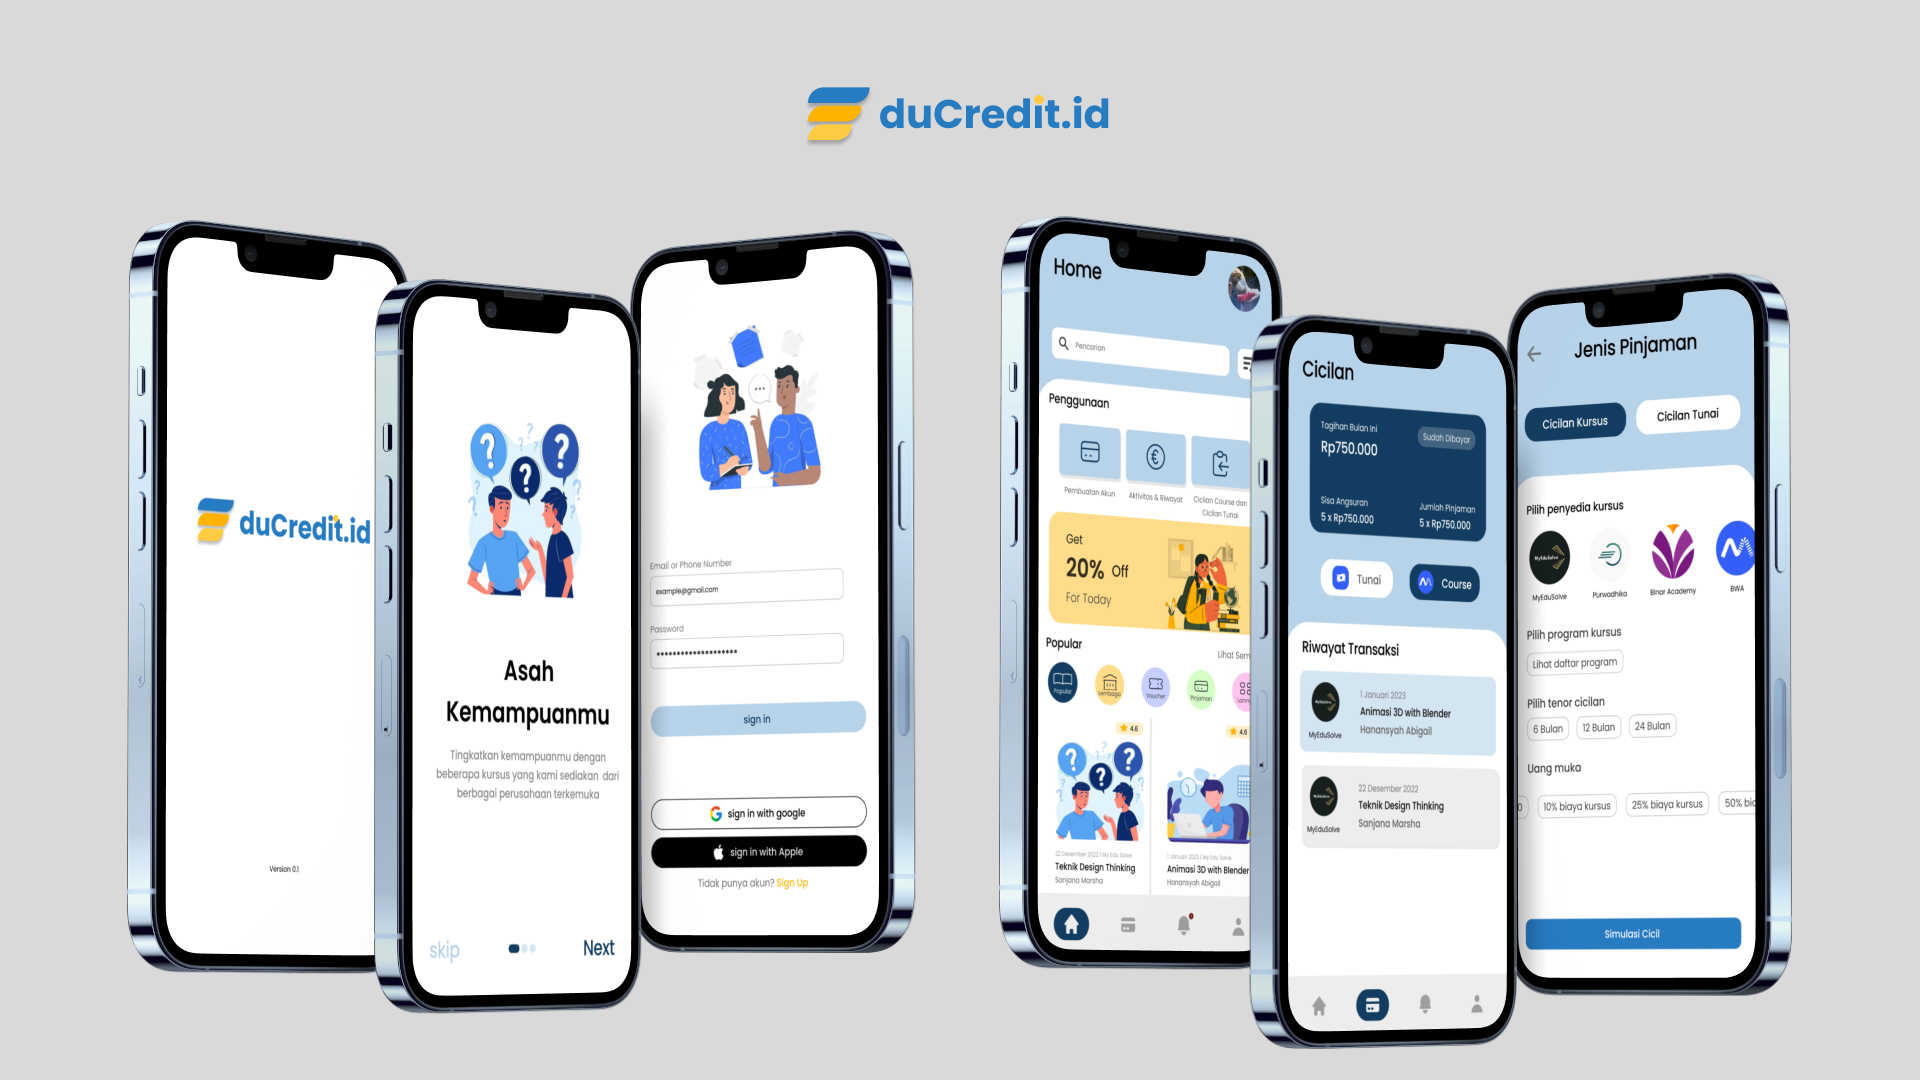 duCredit.id
duCredit.id
Version 0.1
Asah
Kemampuanmu
Tingkatkan kemampuanmu dengan
beberapa kursus yang kami sediakan dari
berbagai perusahaan terkemuka
skip
Next
Email or Phone Number
example@gmail.com
Password
sign in
sign in with google
sign in with Apple
Tidak punya akun? Sign Up
Home
Pencarian
Penggunaan
Pembuatan Akun
Aktivitas & Riwayat
Cicilan Course dan
Cicilan Tunai
Get
20% Off
For Today
Popular
Lihat Sem
Popular
Lembaga
Voucher
Pinjaman
4.6
4.6
22 Desember 2022 | My Edu Solve
Teknik Design Thinking
Sanjana Marsha
1 Januari 2023 | My Edu Solve
Animasi 3D with Blender
Hanansyah Abigail
Cicilan
Tagihan Bulan Ini
Rp750.000
Sudah Dibayar
Sisa Angsuran
5 x Rp750.000
Jumlah Pinjaman
5 x Rp750.000
Tunai
Course
Riwayat Transaksi
MyEduSolve
MyEduSolve
1 Januari 2023
Animasi 3D with Blender
Hanansyah Abigail
MyEduSolve
MyEduSolve
22 Desember 2022
Teknik Design Thinking
Sanjana Marsha
Jenis Pinjaman
Cicilan Kursus
Cicilan Tunai
Pilih penyedia kursus
MyEduSolve
MyEduSolve
Purwadhika
Binar Academy
BWA
Pilih program kursus
Lihat daftar program
Pilih tenor cicilan
6 Bulan
12 Bulan
24 Bulan
Uang muka
10% biaya kursus
25% biaya kursus
50% bia
Simulasi Cicil